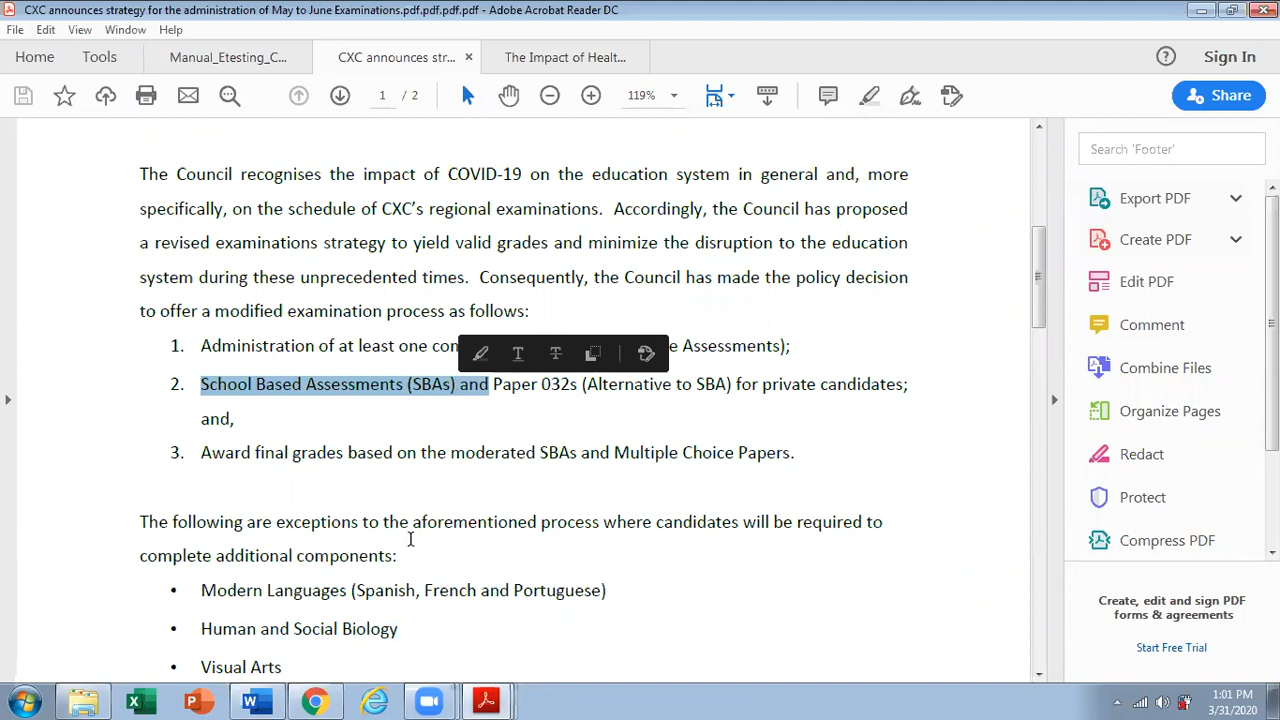 CXC announces strategy for the administration of May to June Examinations.pdf.pdf.pdf.pdf - Adobe Acrobat Reader DC
File Edit View Window Help
Home Tools Manual_Etesting_C... CXC announces str... × The Impact of Healt... Sign In
1 / 2 119% Share
The Council recognises the impact of COVID-19 on the education system in general and, more
specifically, on the schedule of CXC’s regional examinations. Accordingly, the Council has proposed
a revised examinations strategy to yield valid grades and minimize the disruption to the education
system during these unprecedented times. Consequently, the Council has made the policy decision
to offer a modified examination process as follows:
1. Administration of at least one con e Assessments);
2. School Based Assessments (SBAs) and Paper 032s (Alternative to SBA) for private candidates;
and,
3. Award final grades based on the moderated SBAs and Multiple Choice Papers.
The following are exceptions to the aforementioned process where candidates will be required to
complete additional components:
• Modern Languages (Spanish, French and Portuguese)
• Human and Social Biology
• Visual Arts
Search 'Footer'
Export PDF
Create PDF
Edit PDF
Comment
Combine Files
Organize Pages
Redact
Protect
Compress PDF
Create, edit and sign PDF
forms & agreements
Start Free Trial
1:01 PM
3/31/2020